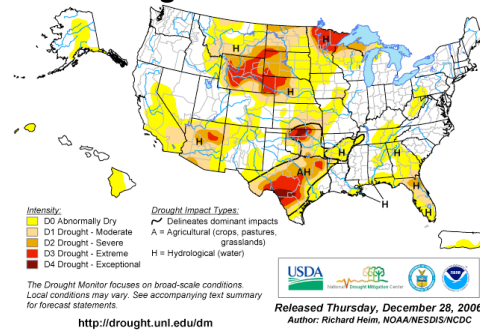 H
H
H
H
H
AH
H
H
H
H
Intensity:
D0 Abnormally Dry
D1 Drought - Moderate
D2 Drought - Severe
D3 Drought - Extreme
D4 Drought - Exceptional
Drought Impact Types:
Delineates dominant impacts
A = Agricultural (crops, pastures,
grasslands)
H = Hydrological (water)
The Drought Monitor focuses on broad-scale conditions.
Local conditions may vary. See accompanying text summary
for forecast statements.
http://drought.unl.edu/dm
USDA
National Drought Mitigation Center
Released Thursday, December 28, 2006
Author: Richard Heim, NOAA/NESDIS/NCDC